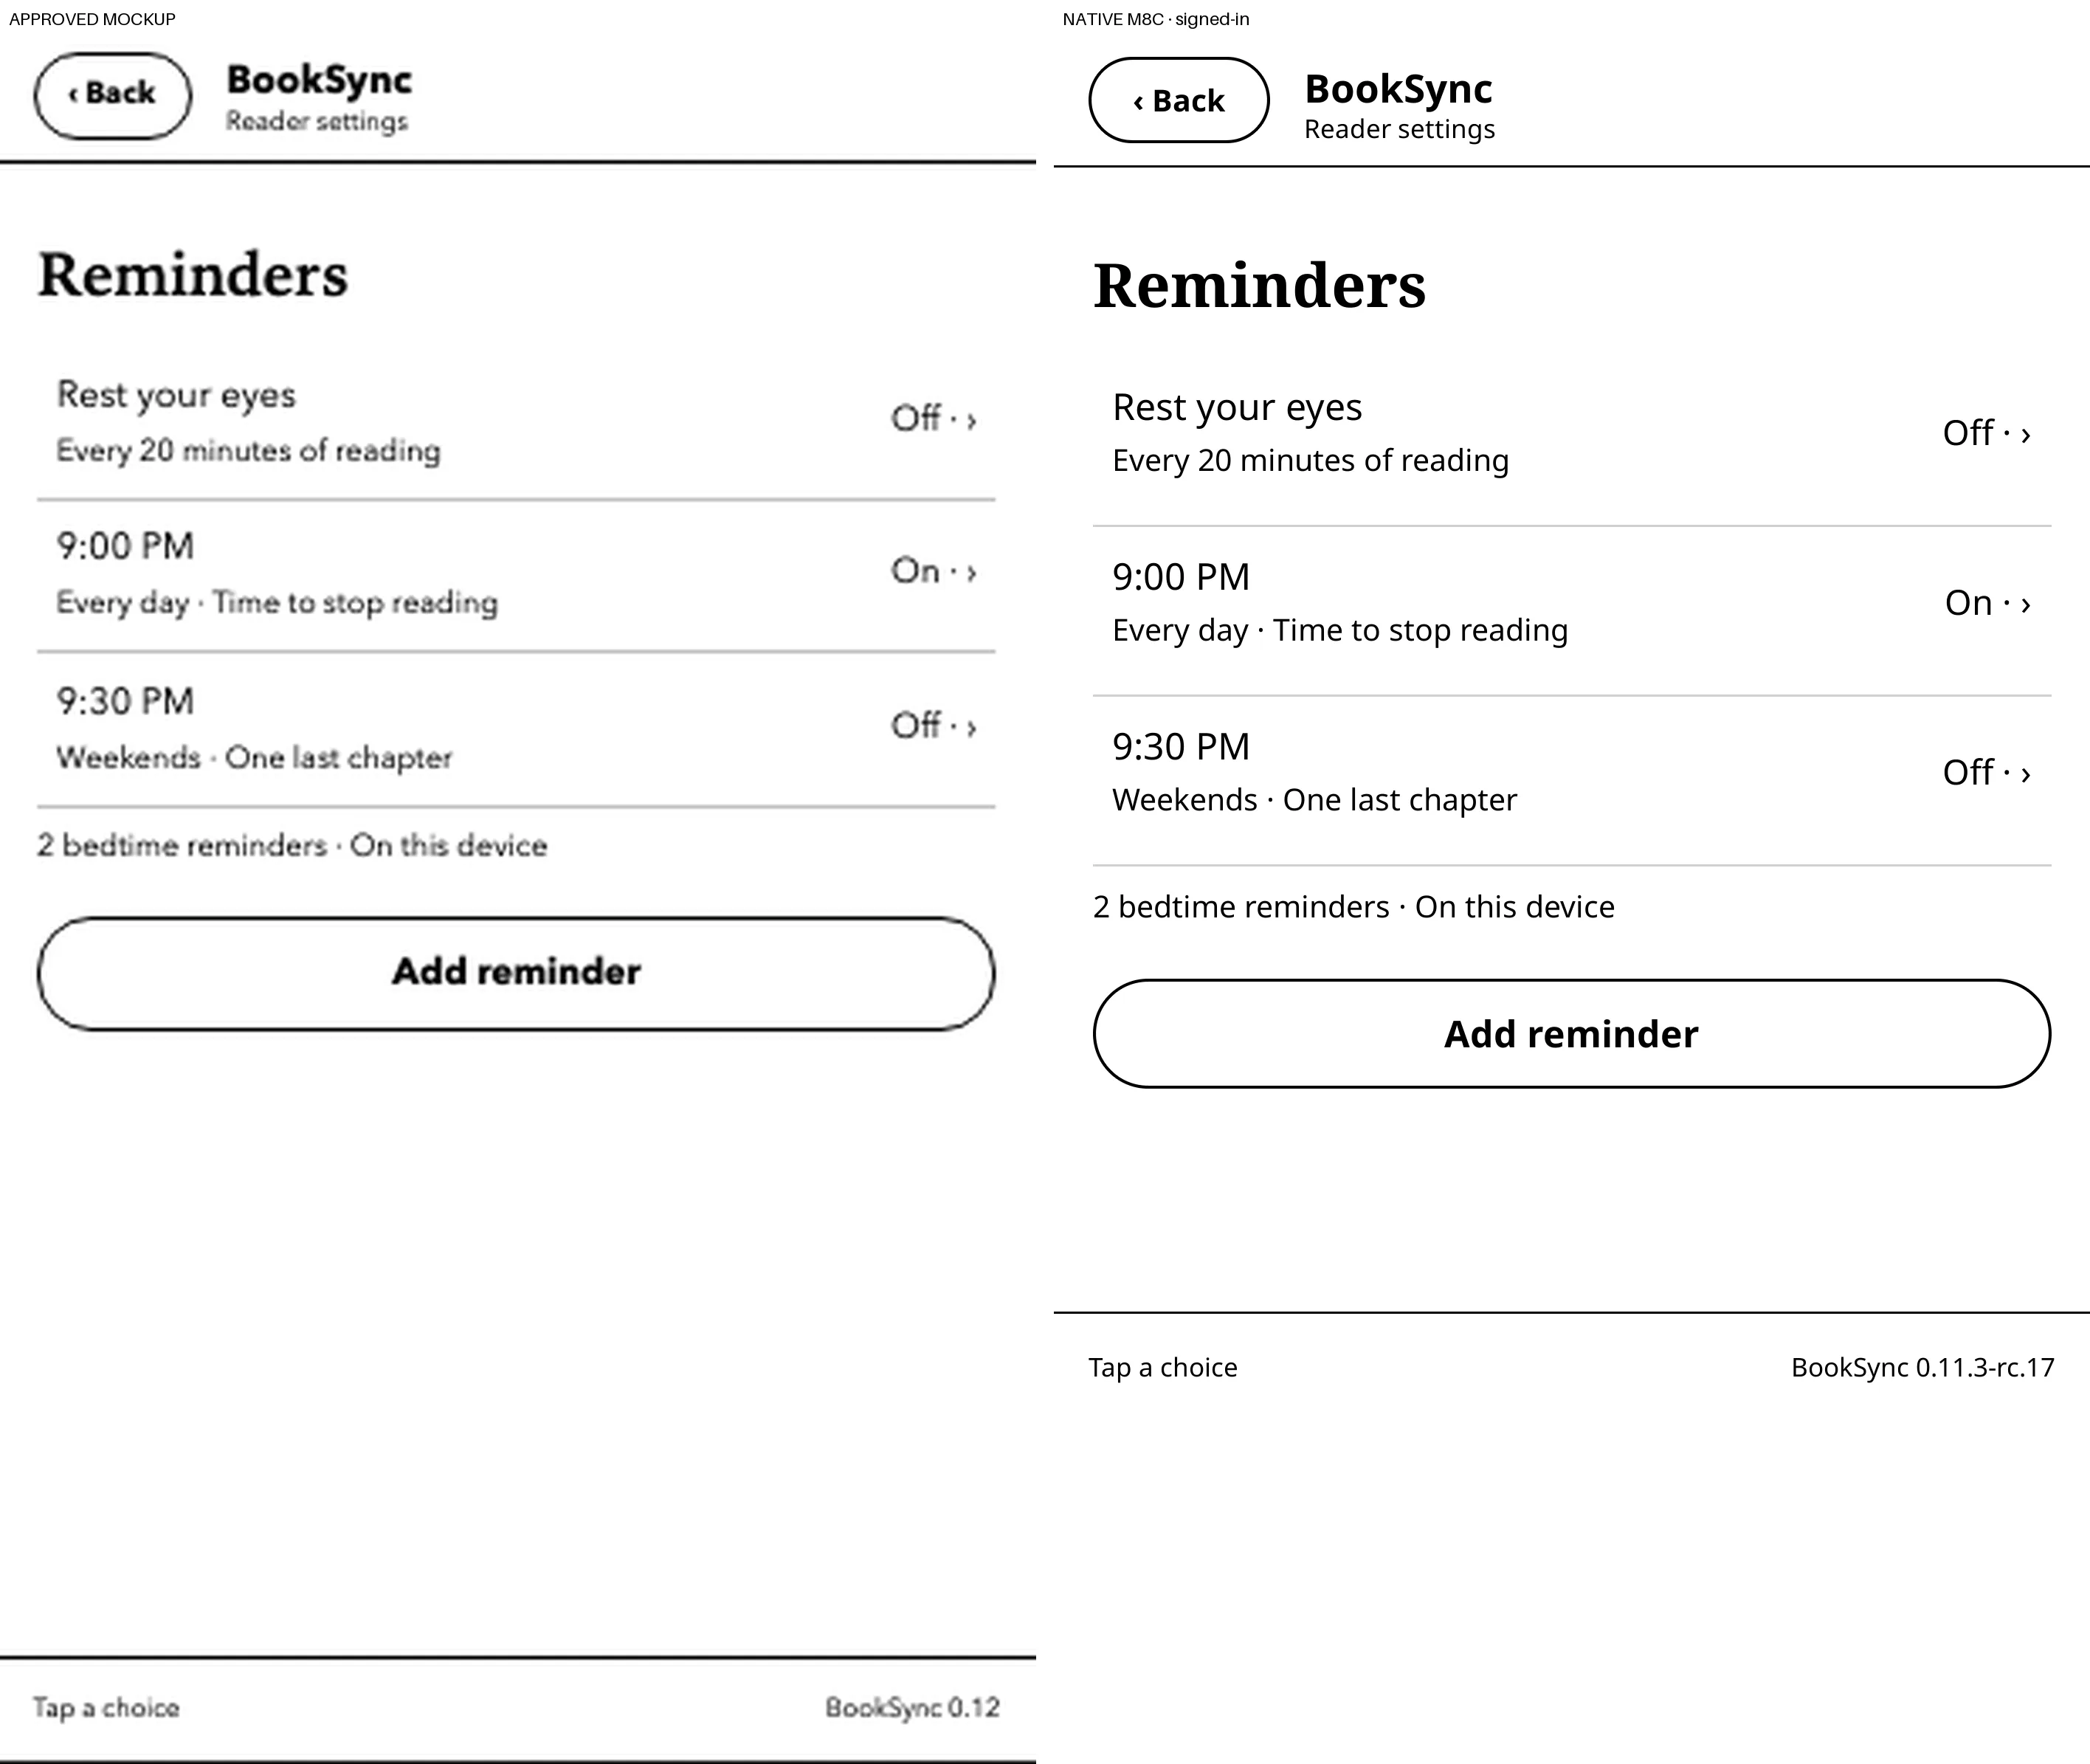 APPROVED MOCKUP
‹ Back
BookSync
Reader settings
Reminders
Rest your eyes
Every 20 minutes of reading
Off · ›
9:00 PM
Every day · Time to stop reading
On · ›
9:30 PM
Weekends · One last chapter
Off · ›
2 bedtime reminders · On this device
Add reminder
Tap a choice
BookSync 0.12
NATIVE M8C · signed-in
‹ Back
BookSync
Reader settings
Reminders
Rest your eyes
Every 20 minutes of reading
Off · ›
9:00 PM
Every day · Time to stop reading
On · ›
9:30 PM
Weekends · One last chapter
Off · ›
2 bedtime reminders · On this device
Add reminder
Tap a choice
BookSync 0.11.3-rc.17